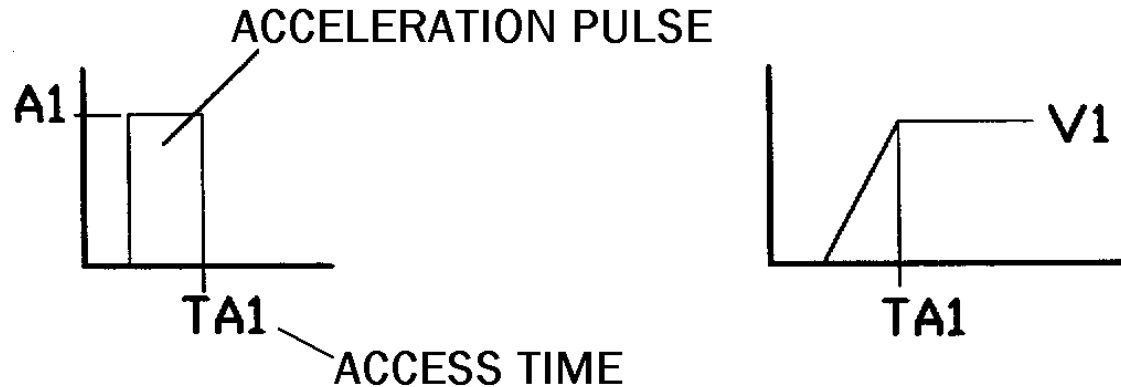 ACCELERATION PULSE
A1
TA1
ACCESS TIME
V1
TA1